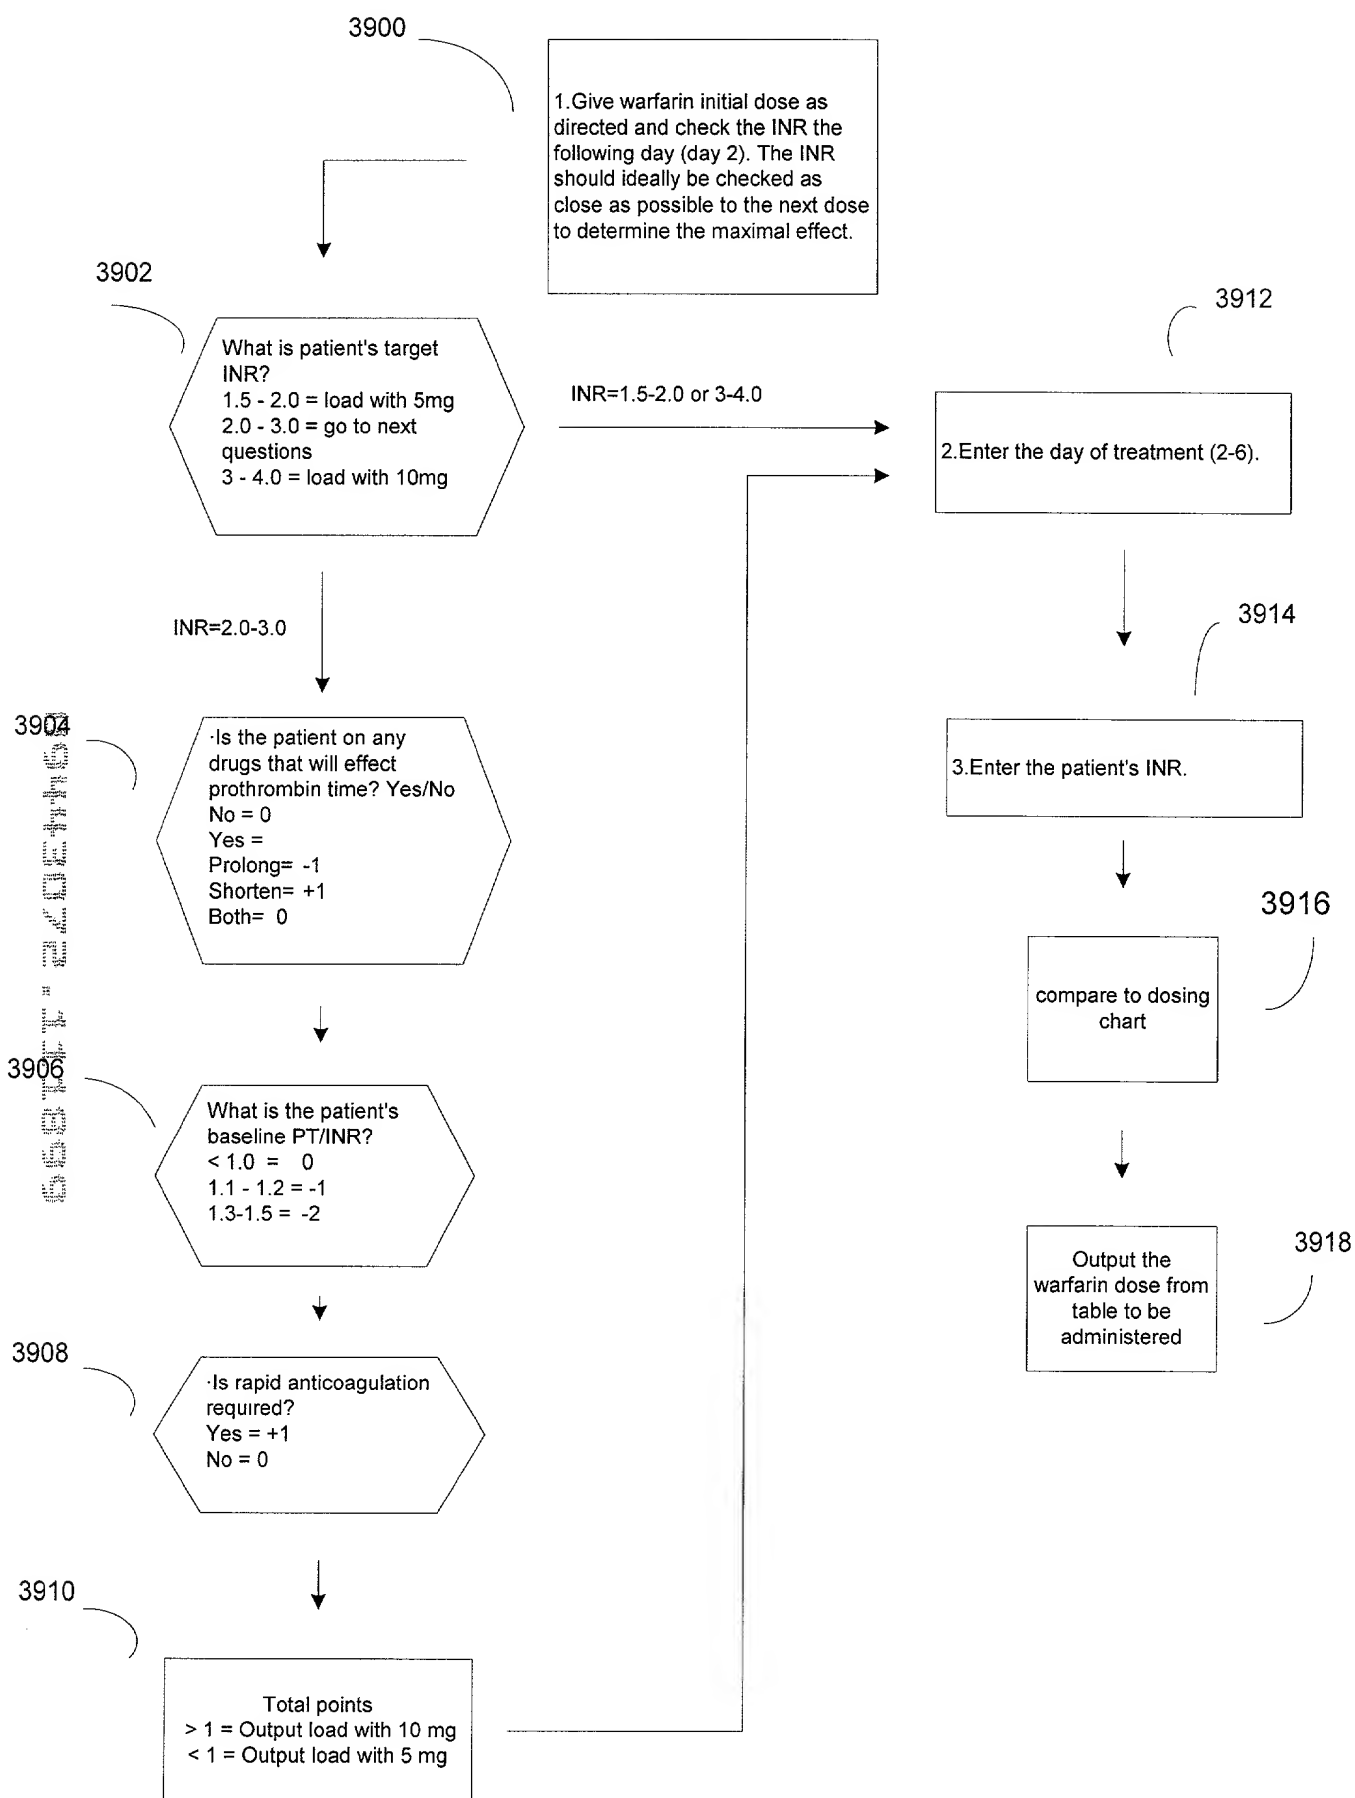 3900
1.Give warfarin initial dose as
directed and check the INR the
following day (day 2). The INR
should ideally be checked as
close as possible to the next dose
to determine the maximal effect.
3902
What is patient's target
INR?
1.5 - 2.0 = load with 5mg
2.0 - 3.0 = go to next
questions
3 - 4.0 = load with 10mg
INR=1.5-2.0 or 3-4.0
INR=2.0-3.0
3904
·Is the patient on any
drugs that will effect
prothrombin time? Yes/No
No = 0
Yes =
Prolong= -1
Shorten= +1
Both= 0
3906
What is the patient's
baseline PT/INR?
< 1.0 = 0
1.1 - 1.2 = -1
1.3-1.5 = -2
3908
·Is rapid anticoagulation
required?
Yes = +1
No = 0
3910
Total points
> 1 = Output load with 10 mg
< 1 = Output load with 5 mg
3912
2.Enter the day of treatment (2-6).
3914
3.Enter the patient's INR.
3916
compare to dosing
chart
3918
Output the
warfarin dose from
table to be
administered